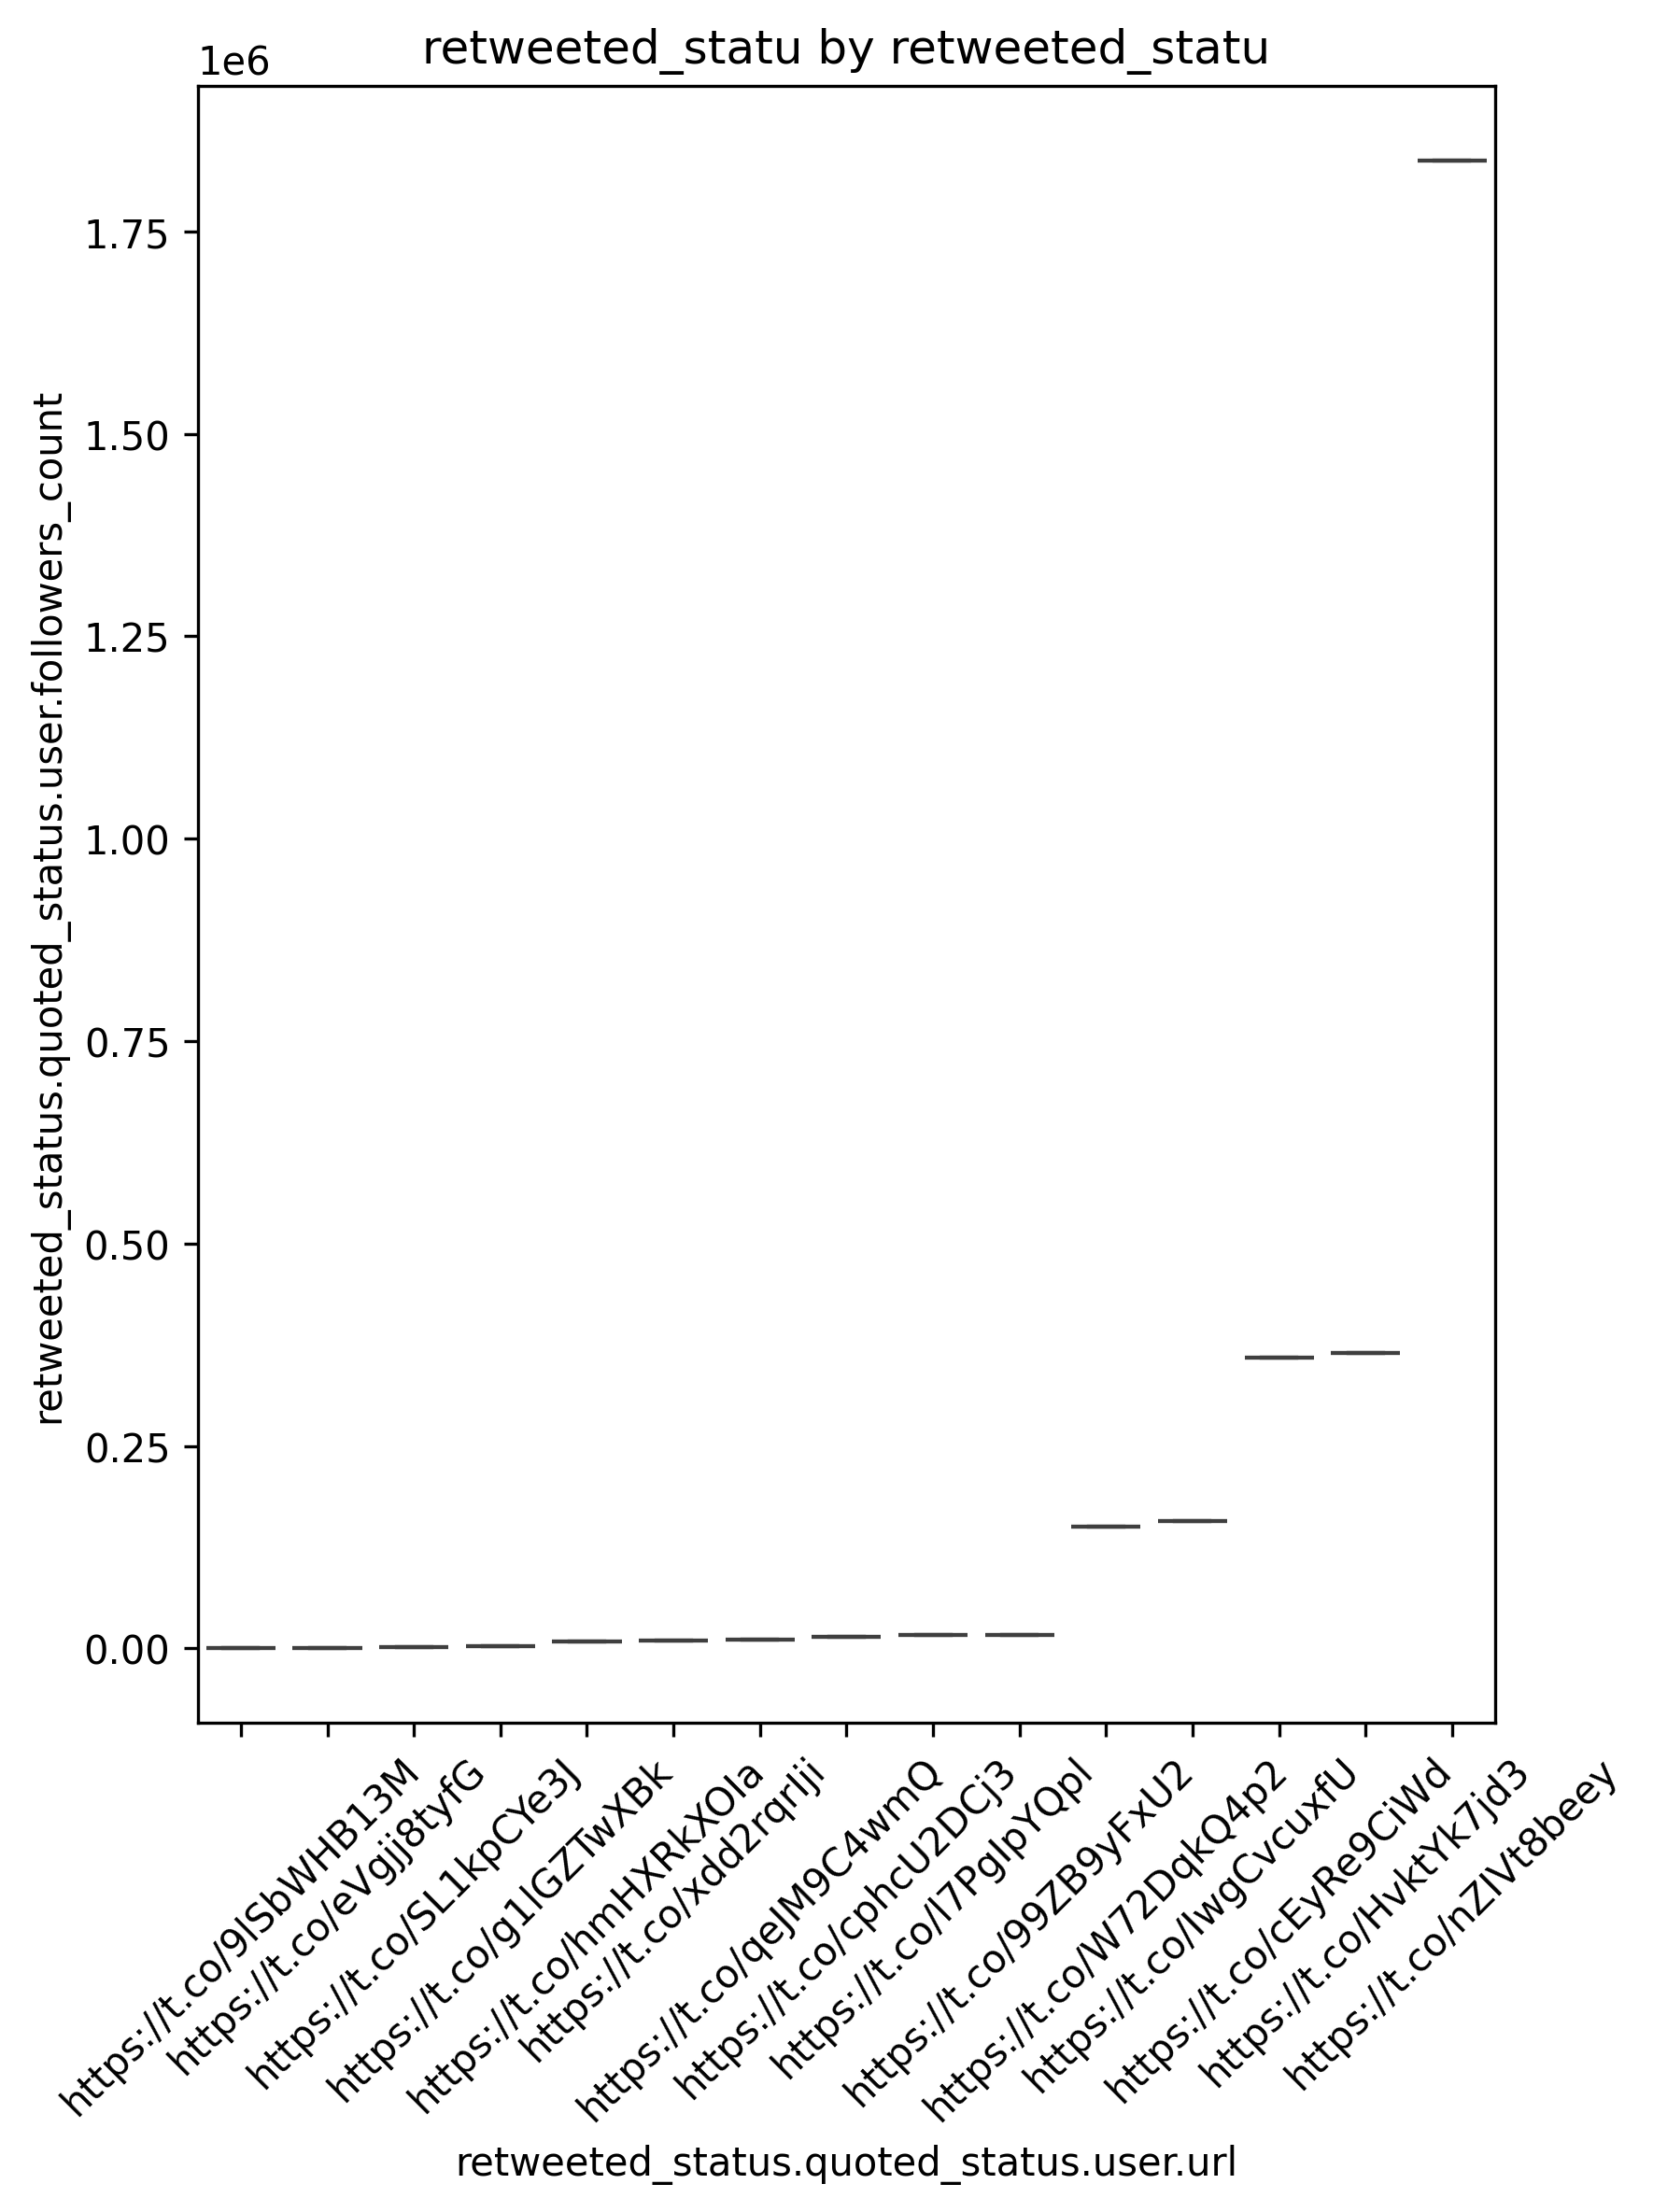 retweeted_statu by retweeted_statu
1e6
retweeted_status.quoted_status.user.followers_count
1.75
1.50
1.25
1.00
0.75
0.50
0.25
0.00
https://t.co/9lSbWHB13M
https://t.co/eVgjj8tyfG
https://t.co/SL1kpCYe3J
https://t.co/g1lGZTwXBk
https://t.co/hmHXRkXOla
https://t.co/xdd2rqrIji
https://t.co/qeJM9C4wmQ
https://t.co/cphcU2DCj3
https://t.co/l7PglpYQpl
https://t.co/99ZB9yFxU2
https://t.co/W72DqkQ4p2
https://t.co/lwgCvcuxfU
https://t.co/cEyRe9CiWd
https://t.co/HvktYk7jd3
https://t.co/nZlVt8beey
retweeted_status.quoted_status.user.url